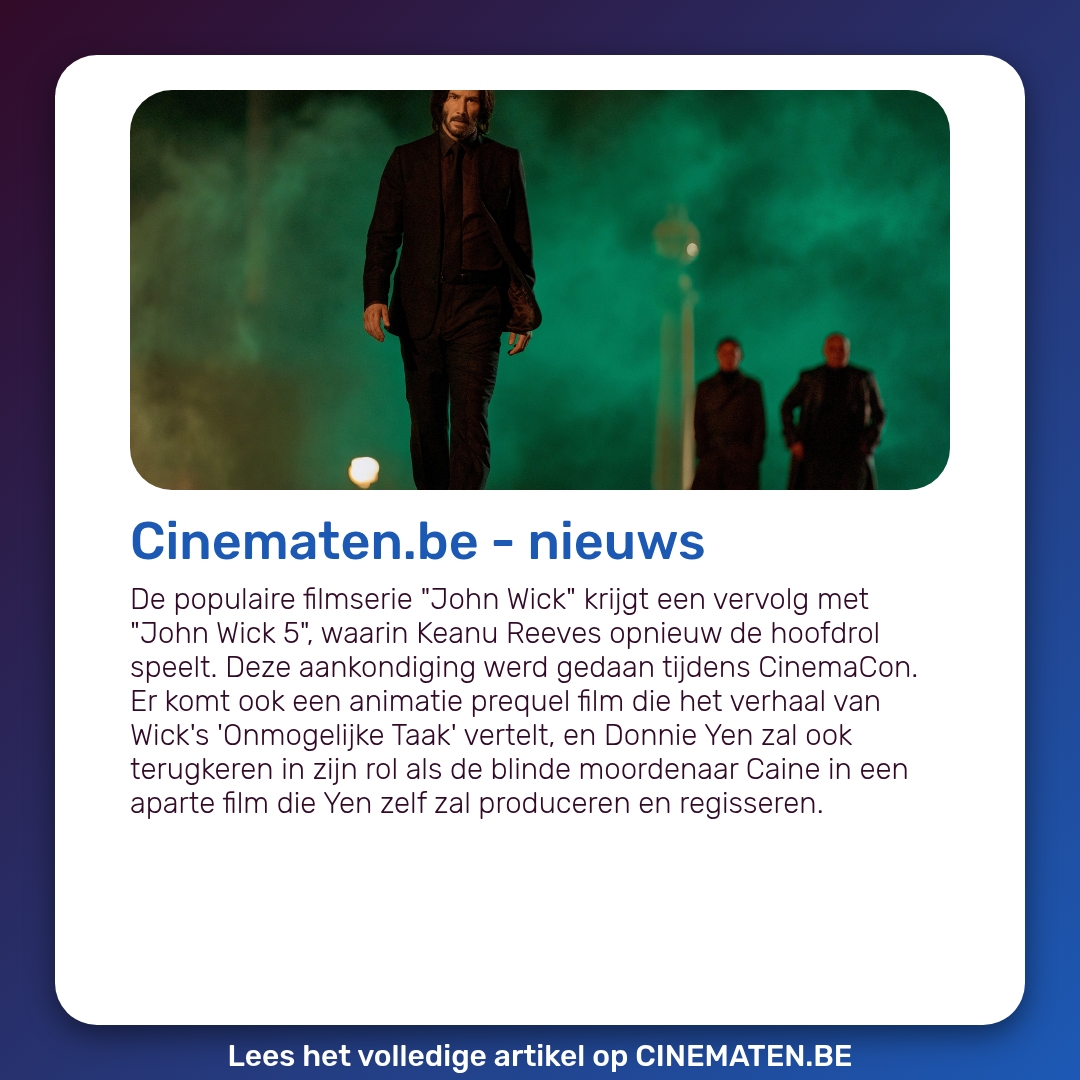 Cinematen.be - nieuws
De populaire filmserie "John Wick" krijgt een vervolg met
"John Wick 5", waarin Keanu Reeves opnieuw de hoofdrol
speelt. Deze aankondiging werd gedaan tijdens CinemaCon.
Er komt ook een animatie prequel film die het verhaal van
Wick's 'Onmogelijke Taak' vertelt, en Donnie Yen zal ook
terugkeren in zijn rol als de blinde moordenaar Caine in een
aparte film die Yen zelf zal produceren en regisseren.
Lees het volledige artikel op CINEMATEN.BE